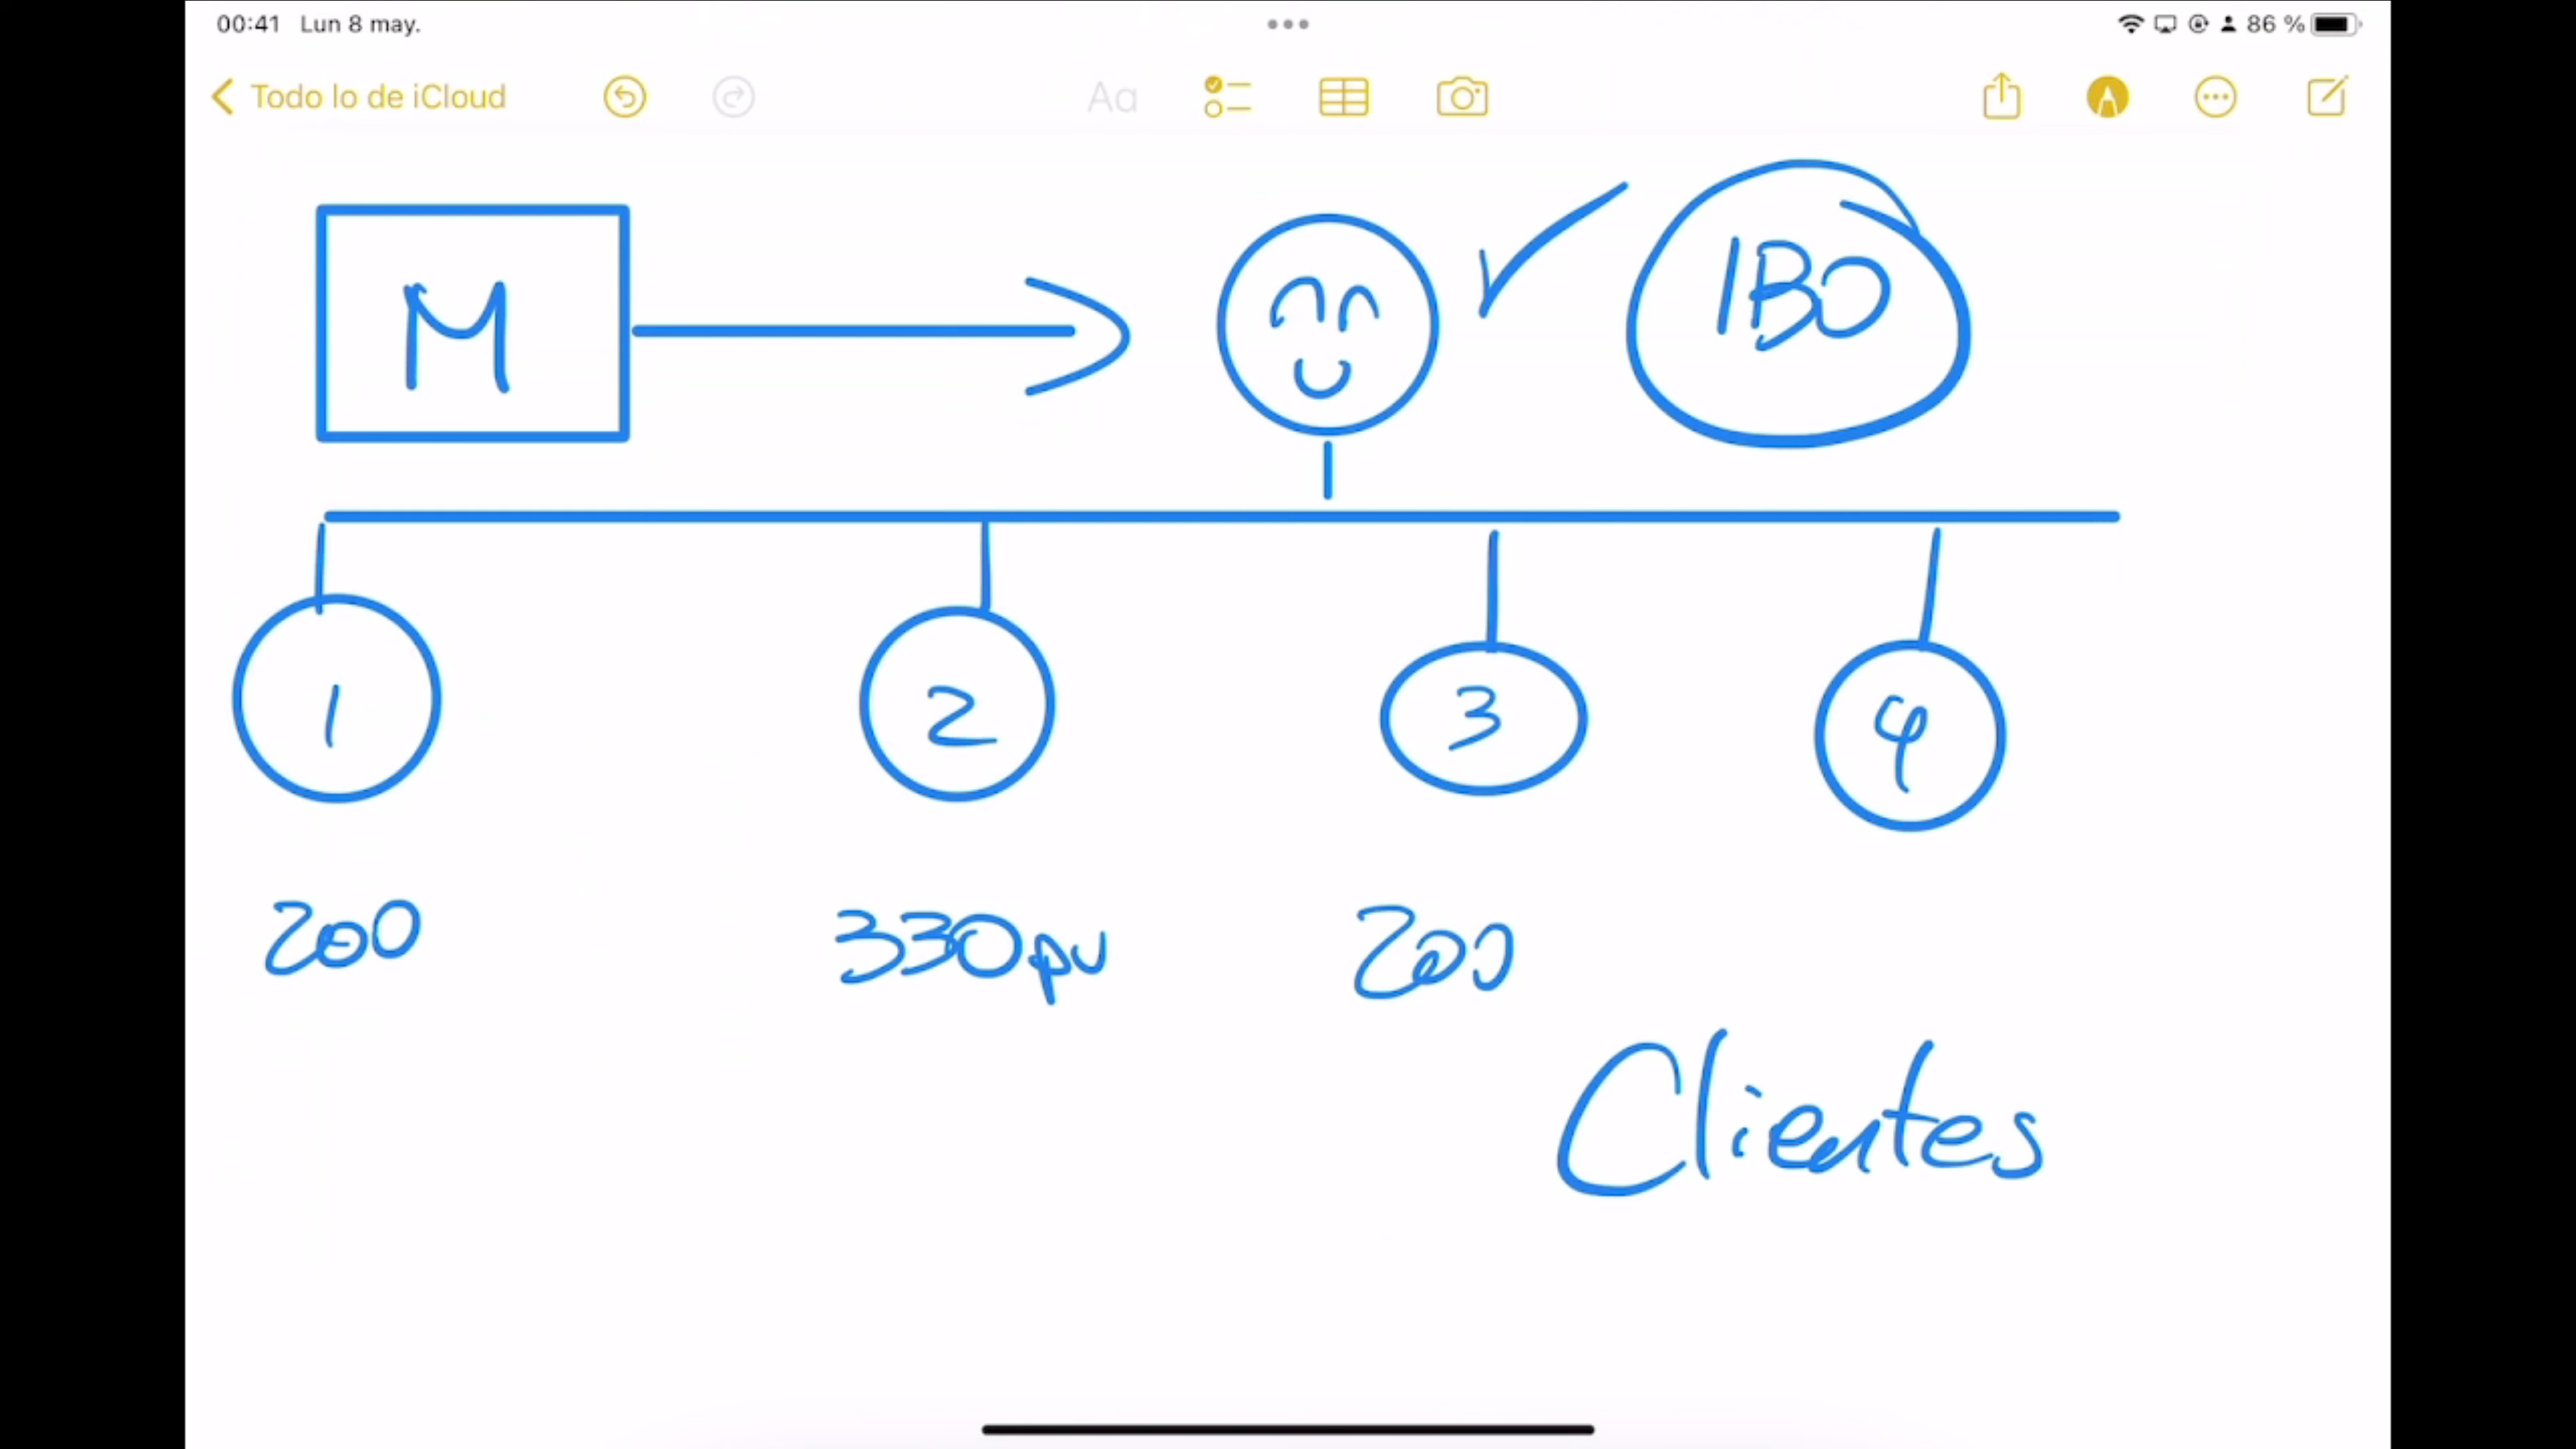 00:41 Lun 8 may. 86 %
Todo lo de iCloud Aa
M IBO
1 2 3 4
200 330pv 200
Clientes